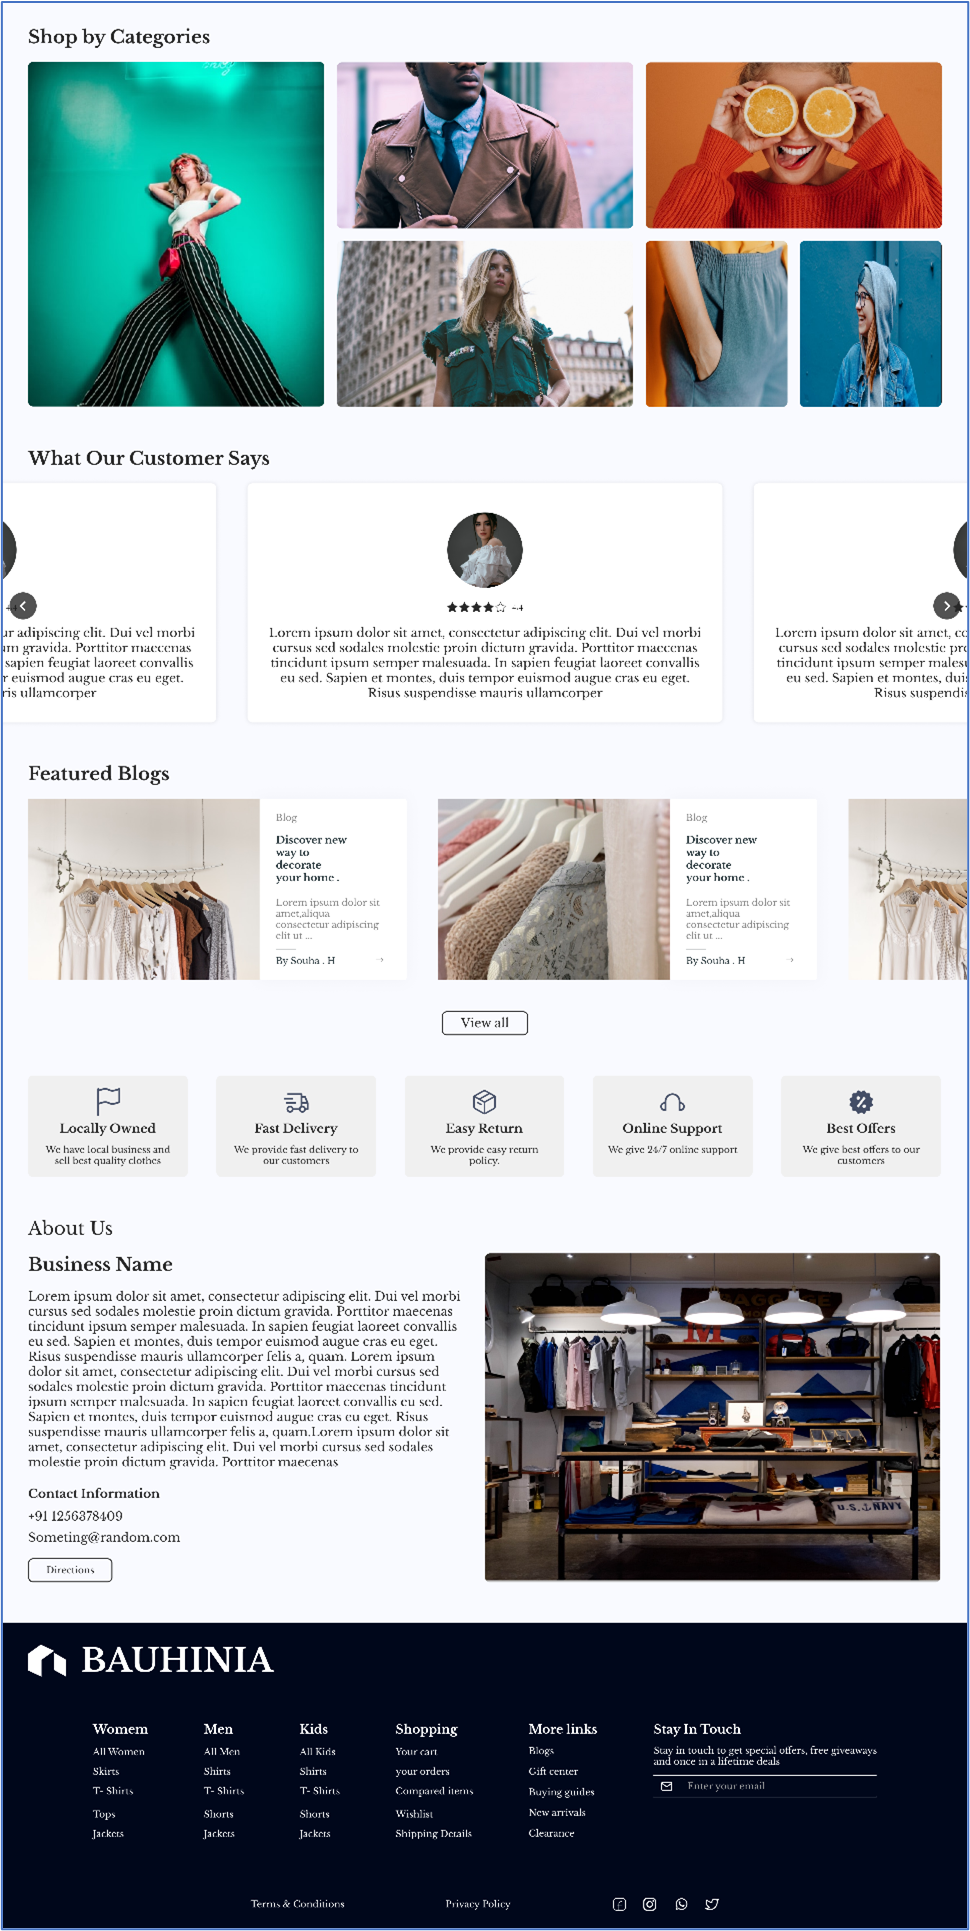 Shop by Categories
What Our Customer Says
ur adipiscing elit. Dui vel morbi
um gravida. Porttitor maecenas
sapien feugiat laoreet convallis
r euismod augue cras eu eget.
ris ullamcorper
Lorem ipsum dolor sit amet, consectetur adipiscing elit. Dui vel morbi
cursus sed sodales molestie proin dictum gravida. Porttitor maecenas
tincidunt ipsum semper malesuada. In sapien feugiat laoreet convallis
eu sed. Sapien et montes, duis tempor euismod augue cras eu eget.
Risus suspendisse mauris ullamcorper
Lorem ipsum dolor sit amet, co
cursus sed sodales molestie pro
tincidunt ipsum semper malesu
eu sed. Sapien et montes, duis
Risus suspendis
Featured Blogs
Blog
Discover new
way to
decorate
your home .
Lorem ipsum dolor sit
amet,aliqua
consectetur adipiscing
elit ut ...
By Souha . H
Blog
Discover new
way to
decorate
your home .
Lorem ipsum dolor sit
amet,aliqua
consectetur adipiscing
elit ut ...
By Souha . H
View all
Locally Owned
We have local business and
sell best quality clothes
Fast Delivery
We provide fast delivery to
our customers
Easy Return
We provide easy return
policy.
Online Support
We give 24/7 online support
Best Offers
We give best offers to our
customers
About Us
Business Name
Lorem ipsum dolor sit amet, consectetur adipiscing elit. Dui vel morbi
cursus sed sodales molestie proin dictum gravida. Porttitor maecenas
tincidunt ipsum semper malesuada. In sapien feugiat laoreet convallis
eu sed. Sapien et montes, duis tempor euismod augue cras eu eget.
Risus suspendisse mauris ullamcorper felis a, quam. Lorem ipsum
dolor sit amet, consectetur adipiscing elit. Dui vel morbi cursus sed
sodales molestie proin dictum gravida. Porttitor maecenas tincidunt
ipsum semper malesuada. In sapien feugiat laoreet convallis eu sed.
Sapien et montes, duis tempor euismod augue cras eu eget. Risus
suspendisse mauris ullamcorper felis a, quam.Lorem ipsum dolor sit
amet, consectetur adipiscing elit. Dui vel morbi cursus sed sodales
molestie proin dictum gravida. Porttitor maecenas
Contact Information
+91 1256378409
Someting@random.com
Directions
M
U.S. NAVY
BAUHINIA
Womem
All Women
Skirts
T- Shirts
Tops
Jackets
Men
All Men
Shirts
T- Shirts
Shorts
Jackets
Kids
All Kids
Shirts
T- Shirts
Shorts
Jackets
Shopping
Your cart
your orders
Compared items
Wishlist
Shipping Details
More links
Blogs
Gift center
Buying guides
New arrivals
Clearance
Stay In Touch
Stay in touch to get special offers, free giveaways
and once in a lifetime deals
Enter your email
Terms & Conditions
Privacy Policy